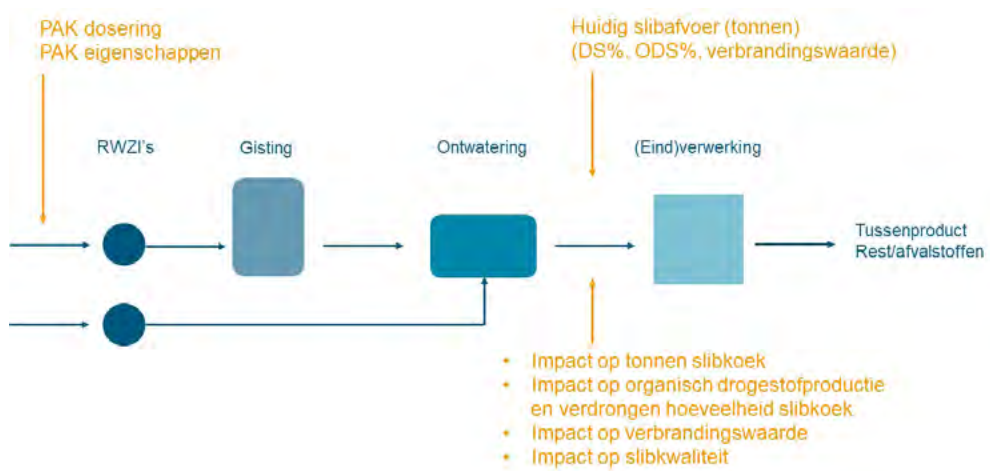 PAK dosering
PAK eigenschappen
Huidig slibafvoer (tonnen)
(DS%, ODS%, verbrandingswaarde)
RWZI's
Gisting
Ontwatering
(Eind)verwerking
Tussenproduct
Rest/afvalstoffen
• Impact op tonnen slibkoek
• Impact op organisch drogestofproductie
en verdrongen hoeveelheid slibkoek
• Impact op verbrandingswaarde
• Impact op slibkwaliteit